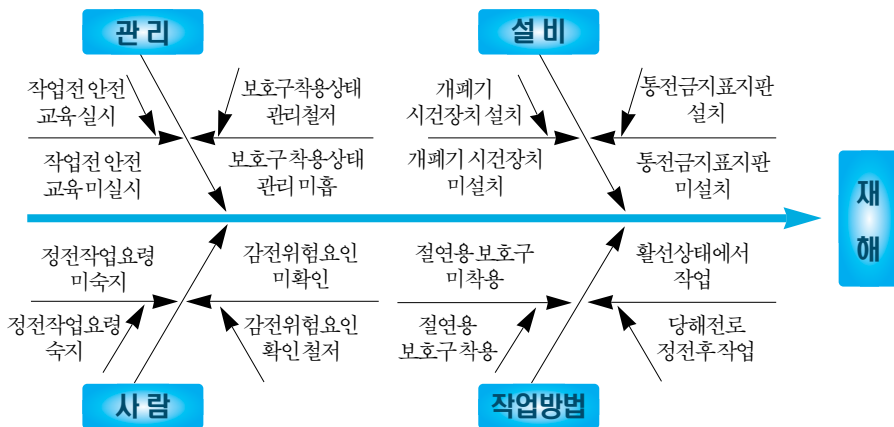 관리
설비
작업전 안전
교육 실시
보호구착용상태
관리철저
개폐기
시건장치 설치
통전금지표지판
설치
작업전 안전
교육 미실시
보호구 착용상태
관리 미흡
개폐기 시건장치
미설치
통전금지표지판
미설치
재
해
정전작업요령
미숙지
감전위험요인
미확인
절연용 보호구
미착용
활선상태에서
작업
정전작업요령
숙지
감전위험요인
확인 철저
절연용
보호구 착용
당해전로
정전후작업
사람
작업방법